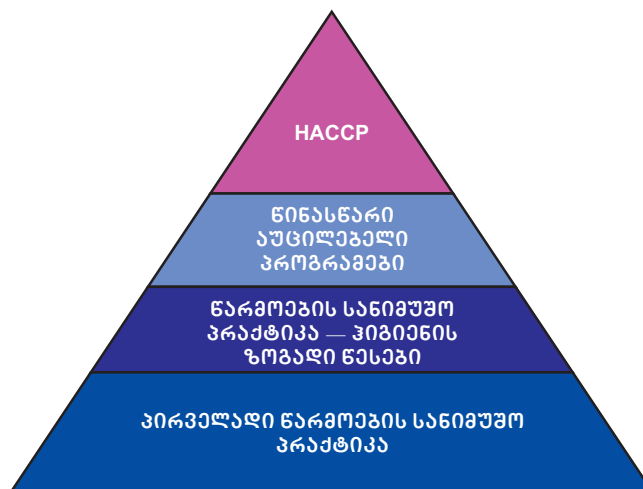 HACCP
წინასწარი
აუცილებელი
პროგრამები
წარმოების სანიმუშო
პრაქტიკა — ჰიგიენის
ზოგადი წესები
პირველადი წარმოების სანიმუშო
პრაქტიკა